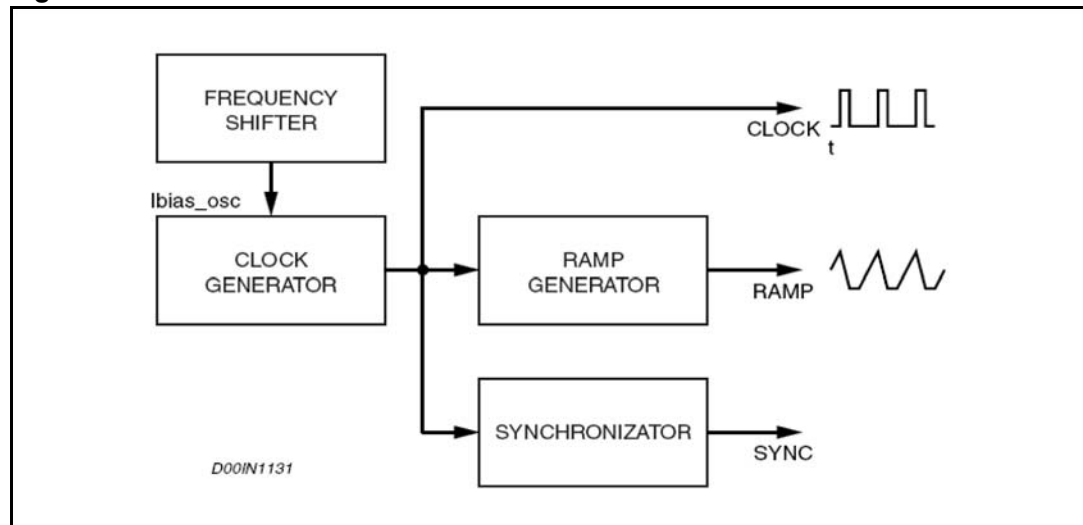 FREQUENCY
SHIFTER
CLOCK
t
Ibias_osc
CLOCK
GENERATOR
RAMP
GENERATOR
RAMP
SYNCHRONIZATOR
SYNC
D00IN1131